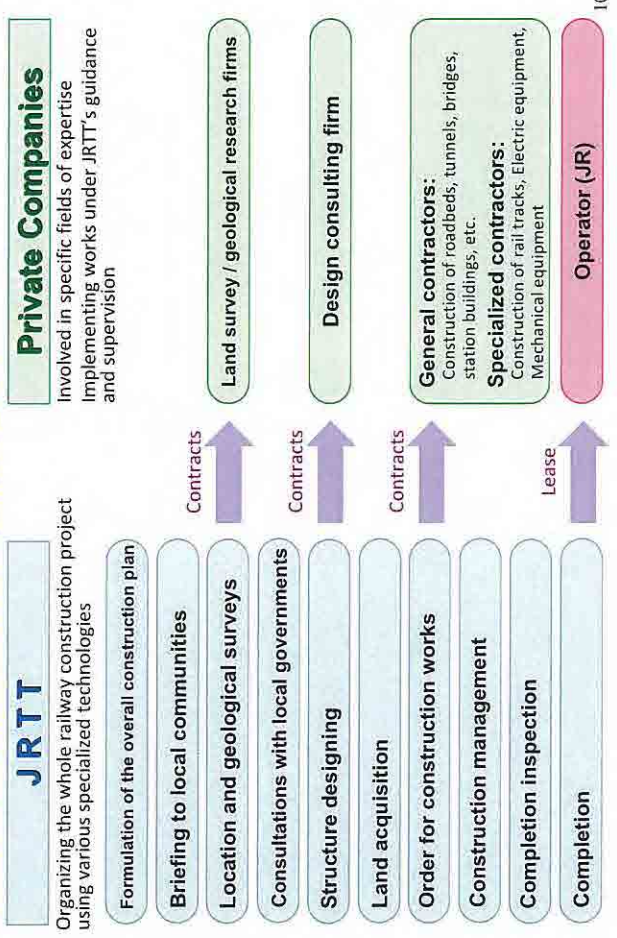 JRTT
Organizing the whole railway construction project
using various specialized technologies
Formulation of the overall construction plan
Briefing to local communities
Location and geological surveys
Consultations with local governments
Structure designing
Land acquisition
Order for construction works
Construction management
Completion inspection
Completion
Contracts
Contracts
Contracts
Lease
Private Companies
Involved in specific fields of expertise
Implementing works under JRTT's guidance
and supervision
Land survey / geological research firms
Design consulting firm
General contractors:
Construction of roadbeds, tunnels, bridges,
station buildings, etc.
Specialized contractors:
Construction of rail tracks, Electric equipment,
Mechanical equipment
Operator (JR)